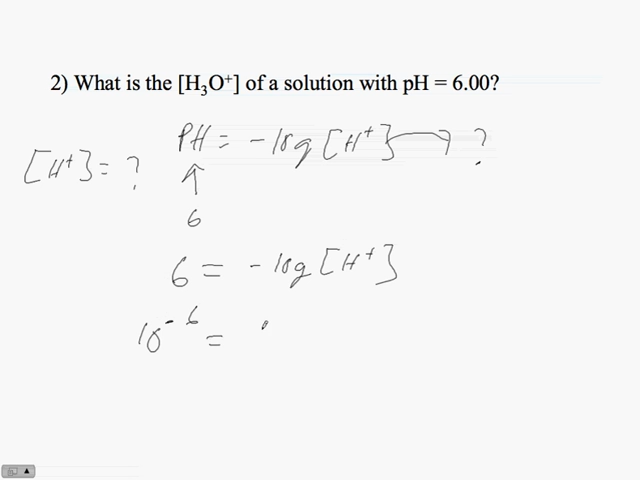 2) What is the [H₃O⁺] of a solution with pH = 6.00?
[H⁺] = ? PH = -log [H⁺] → ?
↑
6
6 = -log [H⁺]
10⁻⁶ =